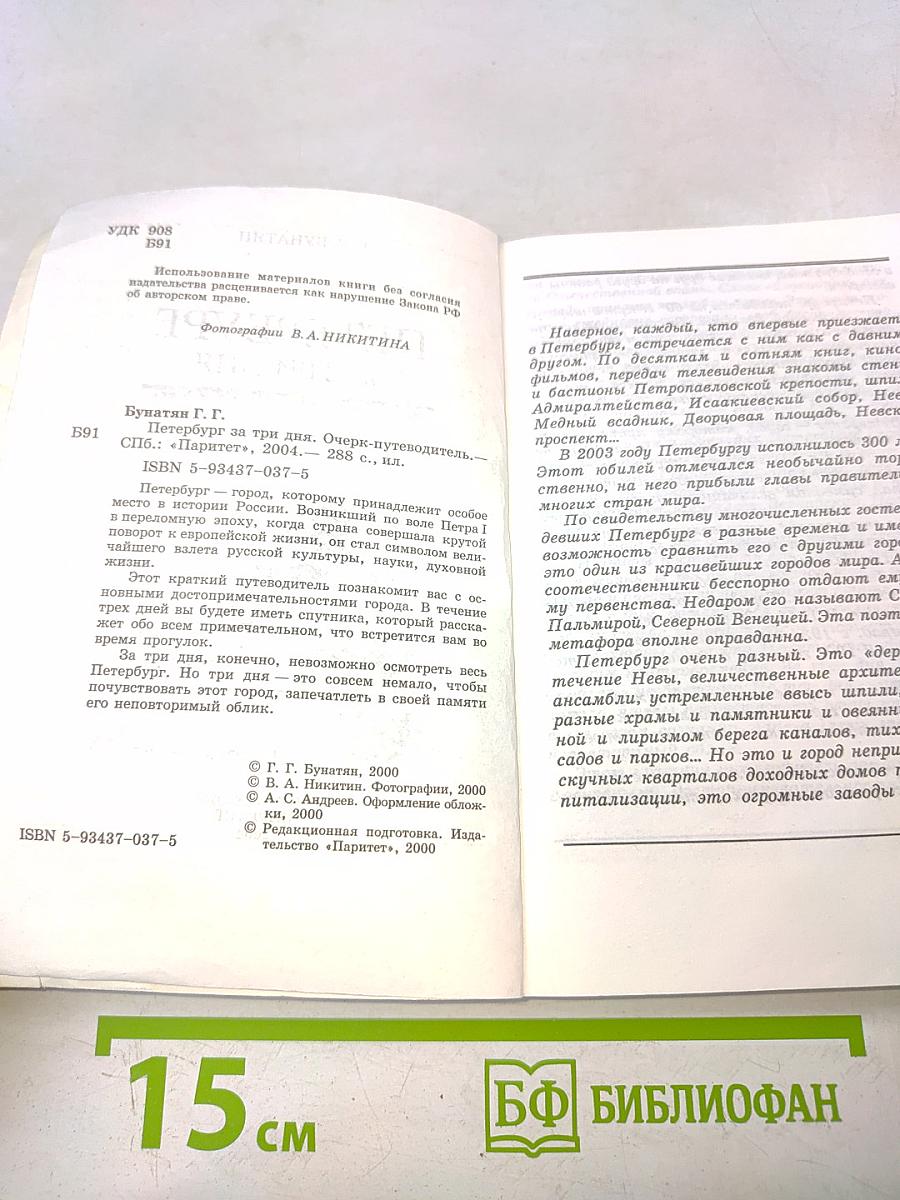 УДК 908
Б91
Использование материалов книги без согласия
издательства расценивается как нарушение Закона РФ
об авторском праве.
Фотографии В. А. НИКИТИНА
Бунатян Г. Г.
Б91 Петербург за три дня. Очерк-путеводитель.—
СПб.: «Паритет», 2004.— 288 с., ил.
ISBN 5-93437-037-5
Петербург — город, которому принадлежит особое
место в истории России. Возникший по воле Петра I
в переломную эпоху, когда страна совершала крутой
поворот к европейской жизни, он стал символом вели-
чайшего взлета русской культуры, науки, духовной
жизни.
Этот краткий путеводитель познакомит вас с ос-
новными достопримечательностями города. В течение
трех дней вы будете иметь спутника, который расска-
жет обо всем примечательном, что встретится вам во
время прогулок.
За три дня, конечно, невозможно осмотреть весь
Петербург. Но три дня — это совсем немало, чтобы
почувствовать этот город, запечатлеть в своей памяти
его неповторимый облик.
© Г. Г. Бунатян, 2000
© В. А. Никитин. Фотографии, 2000
© А. С. Андреев. Оформление облож-
ки, 2000
© Редакционная подготовка. Изда-
тельство «Паритет», 2000
ISBN 5-93437-037-5
Наверное, каждый, кто впервые приезжает
в Петербург, встречается с ним как с давним
другом. По десяткам и сотням книг, кино
фильмов, передач телевидения знакомы стен
и бастионы Петропавловской крепости, шпил
Адмиралтейства, Исаакиевский собор, Нев
Медный всадник, Дворцовая площадь, Невск
проспект...
В 2003 году Петербургу исполнилось 300 л
Этот юбилей отмечался необычайно тор
ственно, на него прибыли главы правител
многих стран мира.
По свидетельству многочисленных госте
девших Петербург в разные времена и име
возможность сравнить его с другими горо
это один из красивейших городов мира. А
соотечественники бесспорно отдают ем
му первенства. Недаром его называют С
Пальмирой, Северной Венецией. Эта поэт
метафора вполне оправданна.
Петербург очень разный. Это «дер
течение Невы, величественные архите
ансамбли, устремленные ввысь шпили,
разные храмы и памятники и овеянн
ной и лиризмом берега каналов, тих
садов и парков... Но это и город непри
скучных кварталов доходных домов п
питализации, это огромные заводы
15 см
БФ БИБЛИОФАН